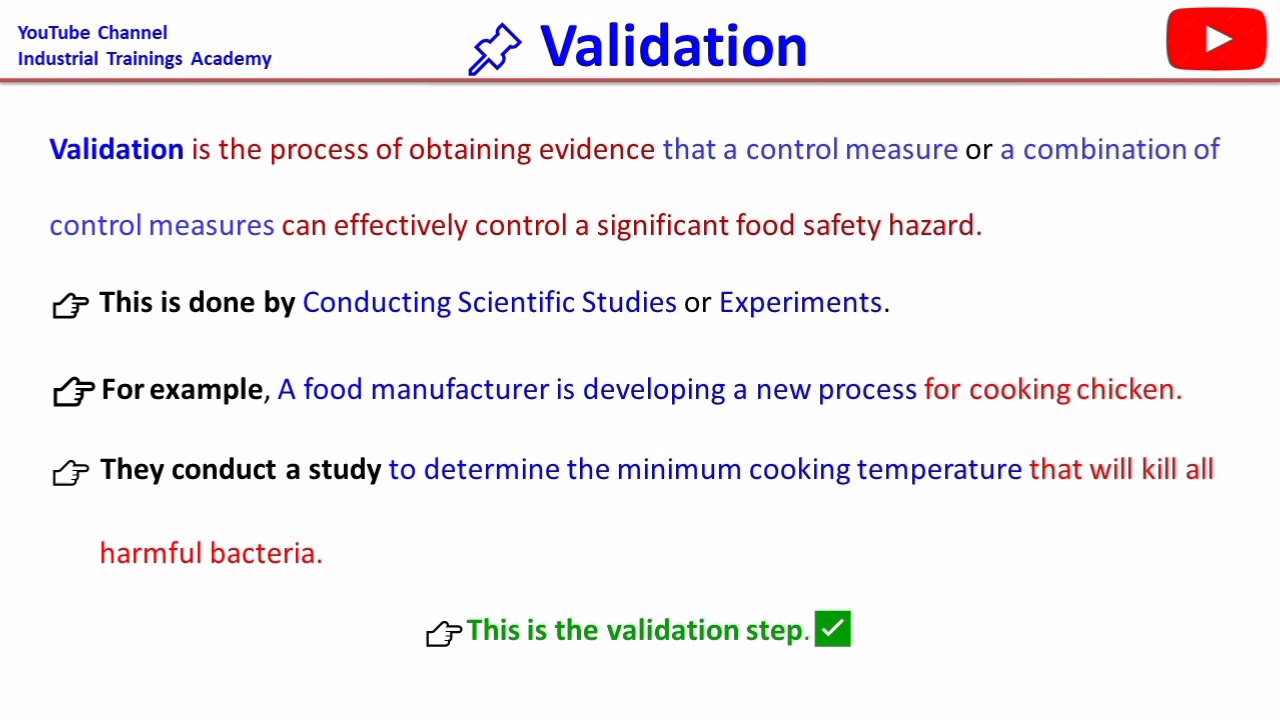 YouTube Channel
Industrial Trainings Academy
Validation
Validation is the process of obtaining evidence that a control measure or a combination of
control measures can effectively control a significant food safety hazard.
This is done by Conducting Scientific Studies or Experiments.
For example, A food manufacturer is developing a new process for cooking chicken.
They conduct a study to determine the minimum cooking temperature that will kill all
harmful bacteria.
This is the validation step.